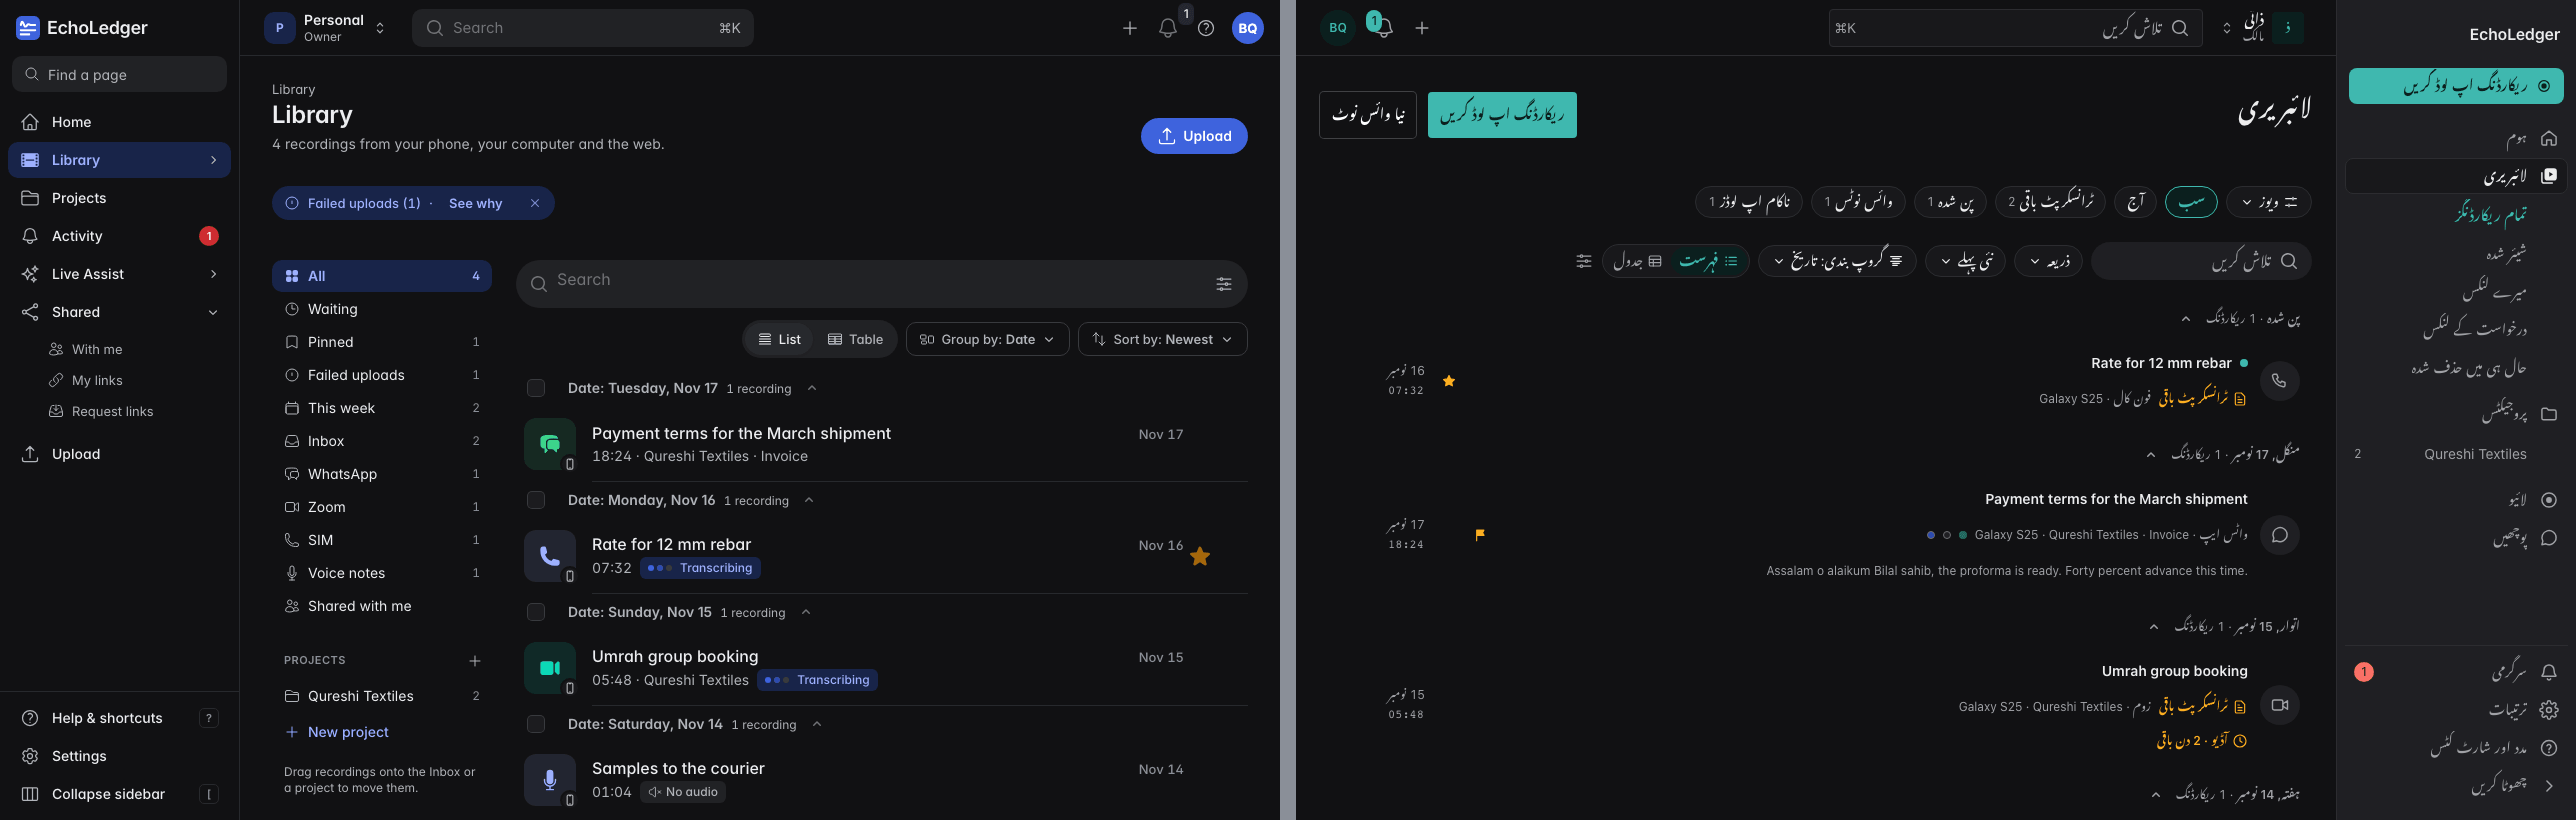 EchoLedger
Find a page
Home
Library
Projects
Activity 1
Live Assist
Shared
With me
My links
Request links
Upload
Help & shortcuts ?
Settings
Collapse sidebar [
P Personal
Owner
Search ⌘K
1
BQ
Library
Library
4 recordings from your phone, your computer and the web.
Upload
Failed uploads (1) · See why
All 4
Waiting
Pinned 1
Failed uploads 1
This week 2
Inbox 2
WhatsApp 1
Zoom 1
SIM 1
Voice notes 1
Shared with me
PROJECTS
Qureshi Textiles 2
New project
Drag recordings onto the Inbox or
a project to move them.
Search
List Table Group by: Date Sort by: Newest
Date: Tuesday, Nov 17 1 recording
Payment terms for the March shipment Nov 17
18:24 · Qureshi Textiles · Invoice
Date: Monday, Nov 16 1 recording
Rate for 12 mm rebar Nov 16
07:32 Transcribing
Date: Sunday, Nov 15 1 recording
Umrah group booking Nov 15
05:48 · Qureshi Textiles Transcribing
Date: Saturday, Nov 14 1 recording
Samples to the courier Nov 14
01:04 No audio
EchoLedger
ریکارڈنگ اپ لوڈ کریں
ہوم
لائبریری
تمام ریکارڈنگز
شیئر شدہ
میرے لنکس
درخواست کے لنکس
حال ہی میں حذف شدہ
پروجیکٹس
Qureshi Textiles 2
لائیو
پوچھیں
سرگرمی 1
ترتیبات
مدد اور شارٹ کٹس
چھوٹا کریں
ذ ذاتی
مالک
تلاش کریں ⌘K
1
BQ
لائبریری
ریکارڈنگ اپ لوڈ کریں
نیا وائس نوٹ
ویوز سب آج ٹرانسکرپٹ باقی 2 پن شدہ 1 وائس نوٹس 1 ناکام اپ لوڈز 1
تلاش کریں ذریعہ نئی پہلے گروپ بندی: تاریخ فہرست جدول
پن شدہ · 1 ریکارڈنگ
Rate for 12 mm rebar
16 نومبر
ٹرانسکرپٹ باقی فون کال · Galaxy S25
07:32
منگل, 17 نومبر · 1 ریکارڈنگ
Payment terms for the March shipment
17 نومبر
واٹس ایپ · Galaxy S25 · Qureshi Textiles · Invoice
18:24
Assalam o alaikum Bilal sahib, the proforma is ready. Forty percent advance this time.
اتوار, 15 نومبر · 1 ریکارڈنگ
Umrah group booking
15 نومبر
ٹرانسکرپٹ باقی زوم · Galaxy S25 · Qureshi Textiles
05:48
آڈیو · 2 دن باقی
ہفتہ, 14 نومبر · 1 ریکارڈنگ